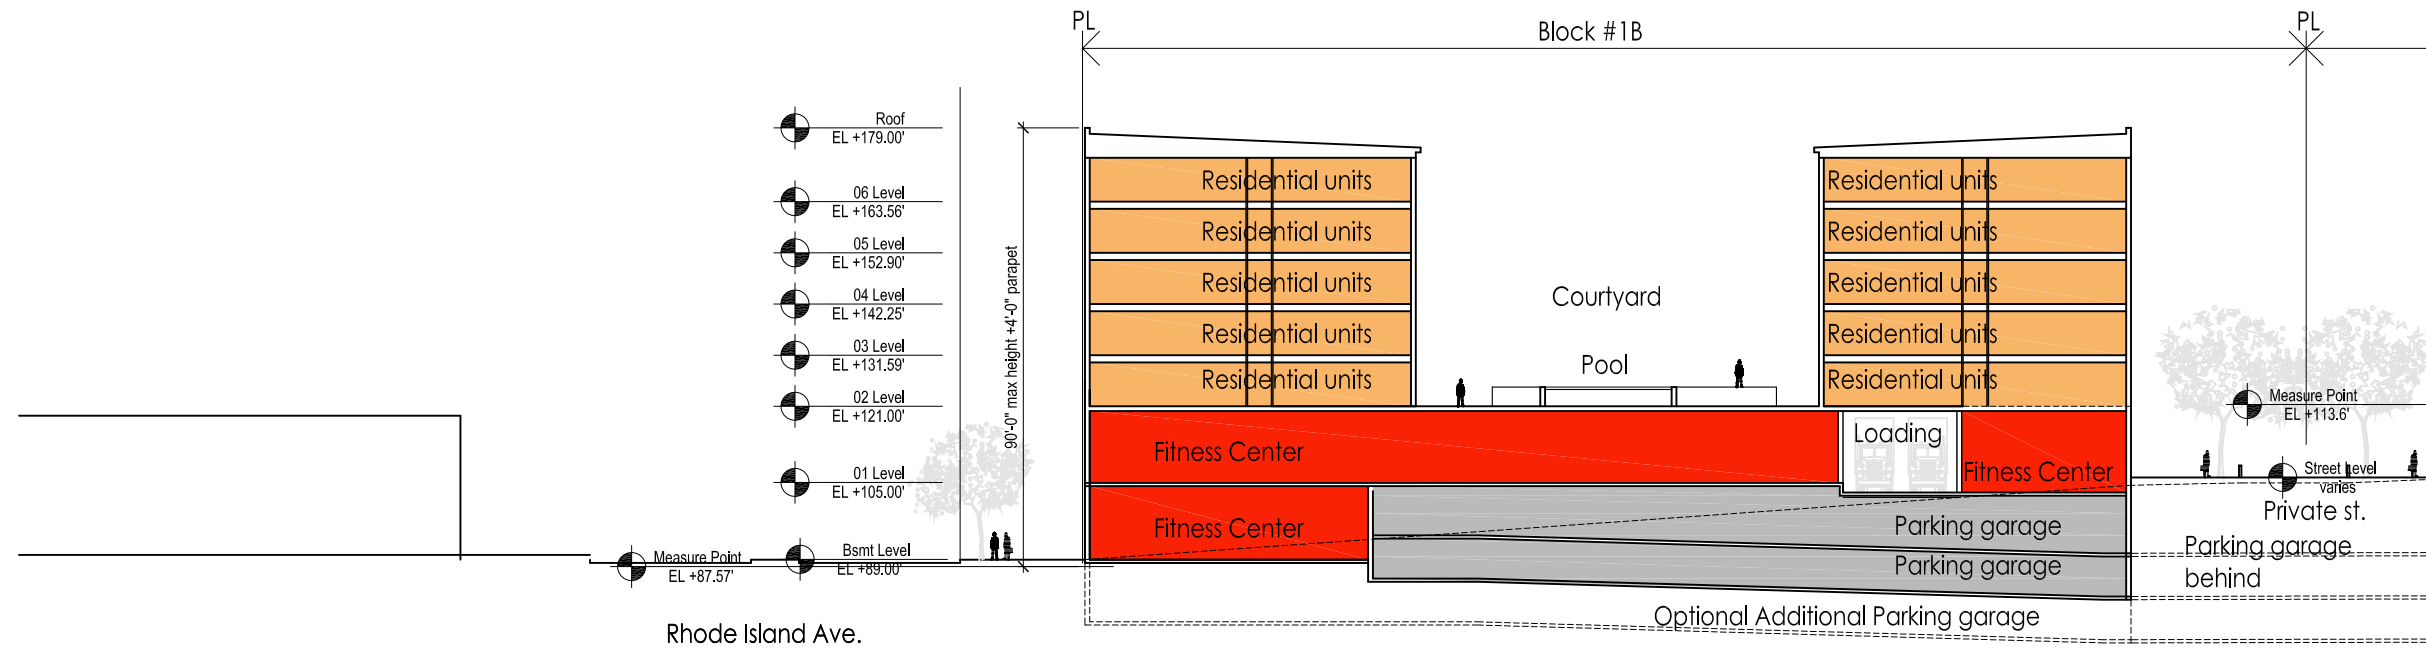 PL
Block #1B
PL
Roof
EL +179.00'
06 Level
EL +163.56'
05 Level
EL +152.90'
04 Level
EL +142.25'
03 Level
EL +131.59'
02 Level
EL +121.00'
01 Level
EL +105.00'
Bsmt Level
EL +89.00'
Measure Point
EL +87.57'
Rhode Island Ave.
90'-0" max height +4'-0" parapet
Residential units
Residential units
Residential units
Residential units
Residential units
Courtyard
Pool
Residential units
Residential units
Residential units
Residential units
Residential units
Fitness Center
Loading
Fitness Center
Fitness Center
Parking garage
Parking garage
Optional Additional Parking garage
Measure Point
EL +113.6'
Street Level
varies
Private st.
Parking garage
behind